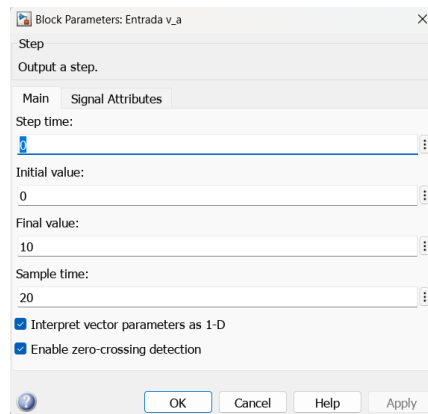 Block Parameters: Entrada v_a
Step
Output a step.
Main Signal Attributes
Step time:
0
Initial value:
0
Final value:
10
Sample time:
20
Interpret vector parameters as 1-D
Enable zero-crossing detection
OK Cancel Help Apply